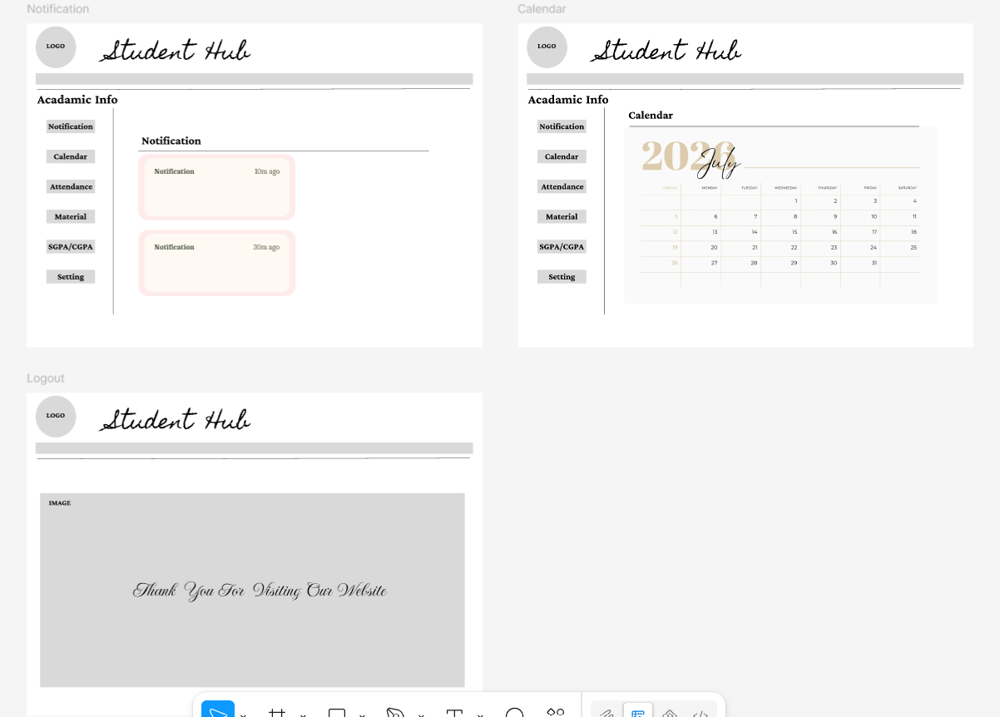 Notification
Calendar
LOGO
Student Hub
Acadamic Info
Notification
Calendar
Attendance
Material
SGPA/CGPA
Setting
Notification
Notification 10m ago
Notification 30m ago
LOGO
Student Hub
Acadamic Info
Notification
Calendar
Attendance
Material
SGPA/CGPA
Setting
Calendar
2026
July
SUNDAY MONDAY TUESDAY WEDNESDAY THURSDAY FRIDAY SATURDAY
1 2 3 4
5 6 7 8 9 10 11
12 13 14 15 16 17 18
19 20 21 22 23 24 25
26 27 28 29 30 31
Logout
LOGO
Student Hub
IMAGE
Thank You For Visiting Our Website